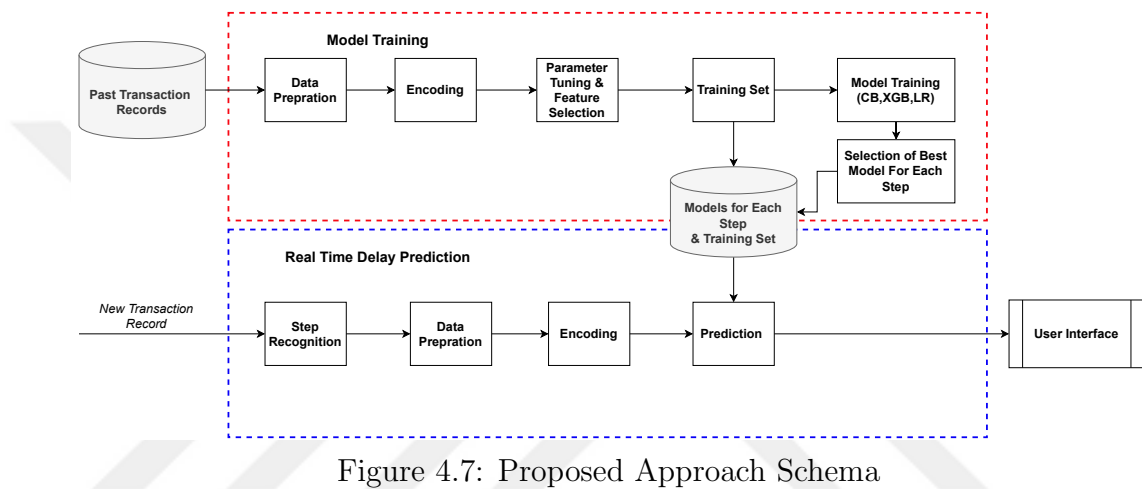 Model Training
Past Transaction
Records
Data
Prepration
Encoding
Parameter
Tuning &
Feature
Selection
Training Set
Model Training
(CB,XGB,LR)
Selection of Best
Model For Each
Step
Models for Each
Step
& Training Set
Real Time Delay Prediction
New Transaction
Record
Step
Recognition
Data
Prepration
Encoding
Prediction
User Interface
Figure 4.7: Proposed Approach Schema